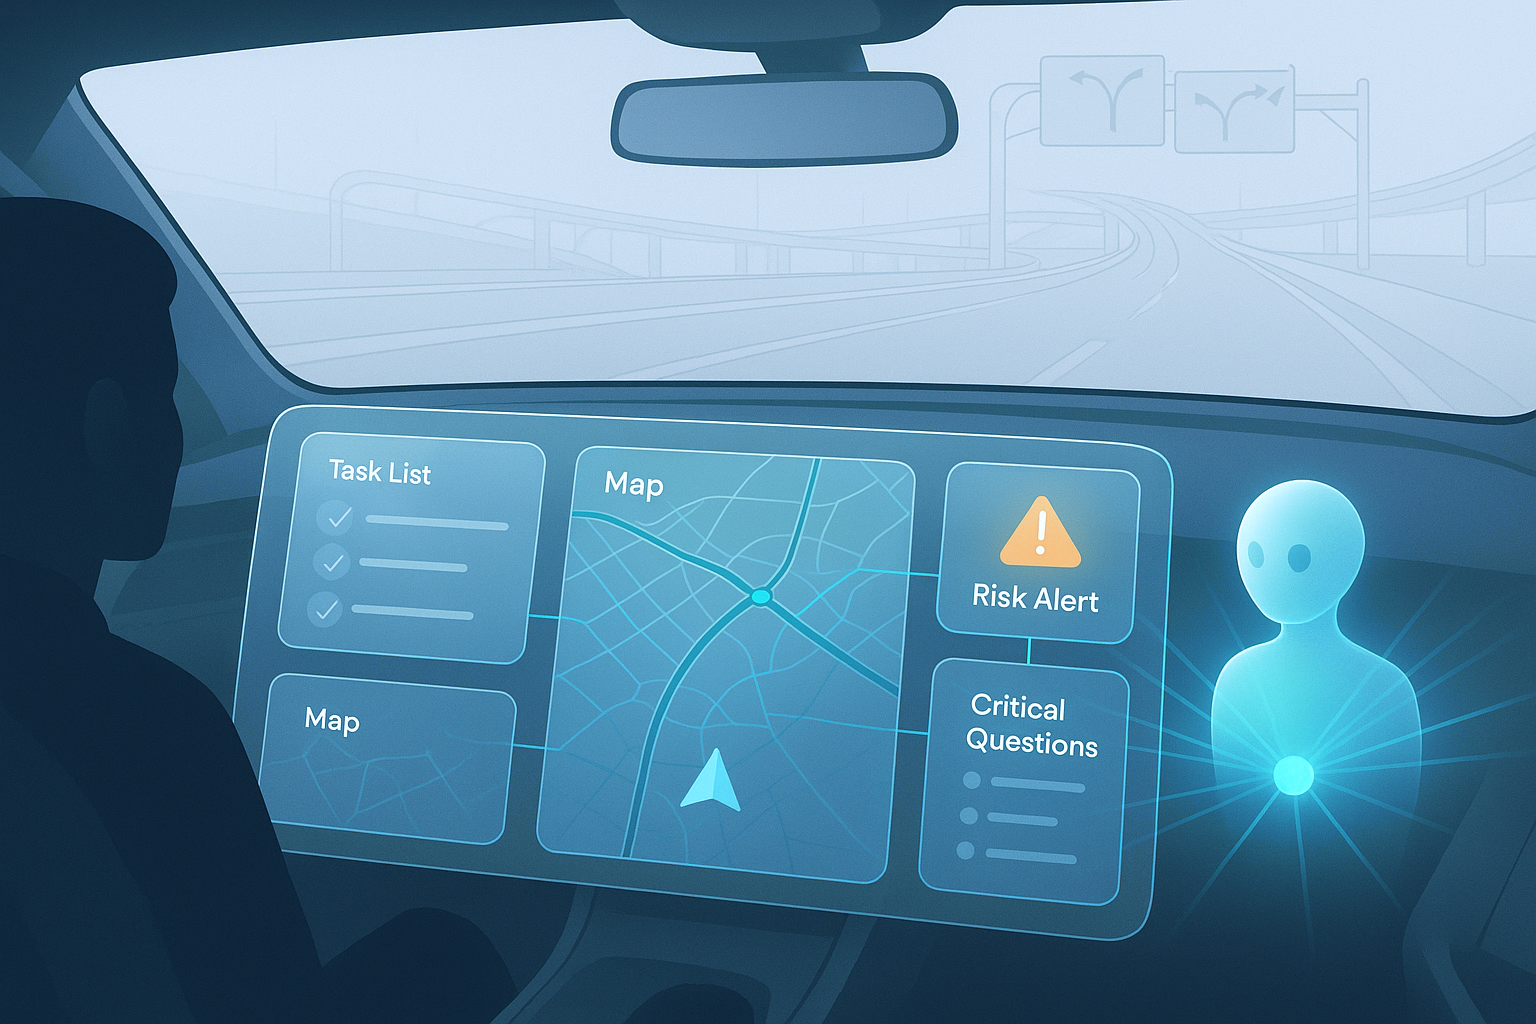 Task List
Map
Map
Risk Alert
Critical
Questions